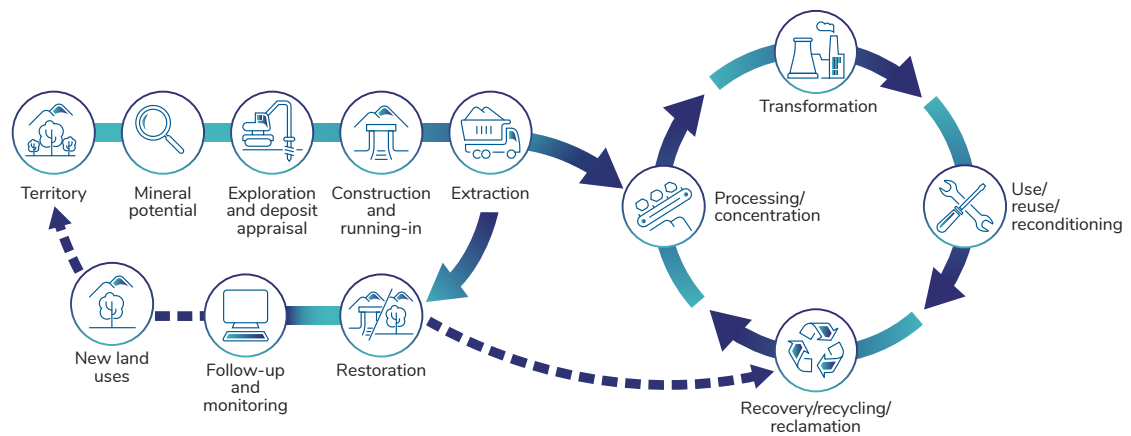 Territory
Mineral
potential
Exploration
and deposit
appraisal
Construction
and
running-in
Extraction
Processing/
concentration
Transformation
Use/
reuse/
reconditioning
Recovery/recycling/
reclamation
Restoration
Follow-up
and
monitoring
New land
uses